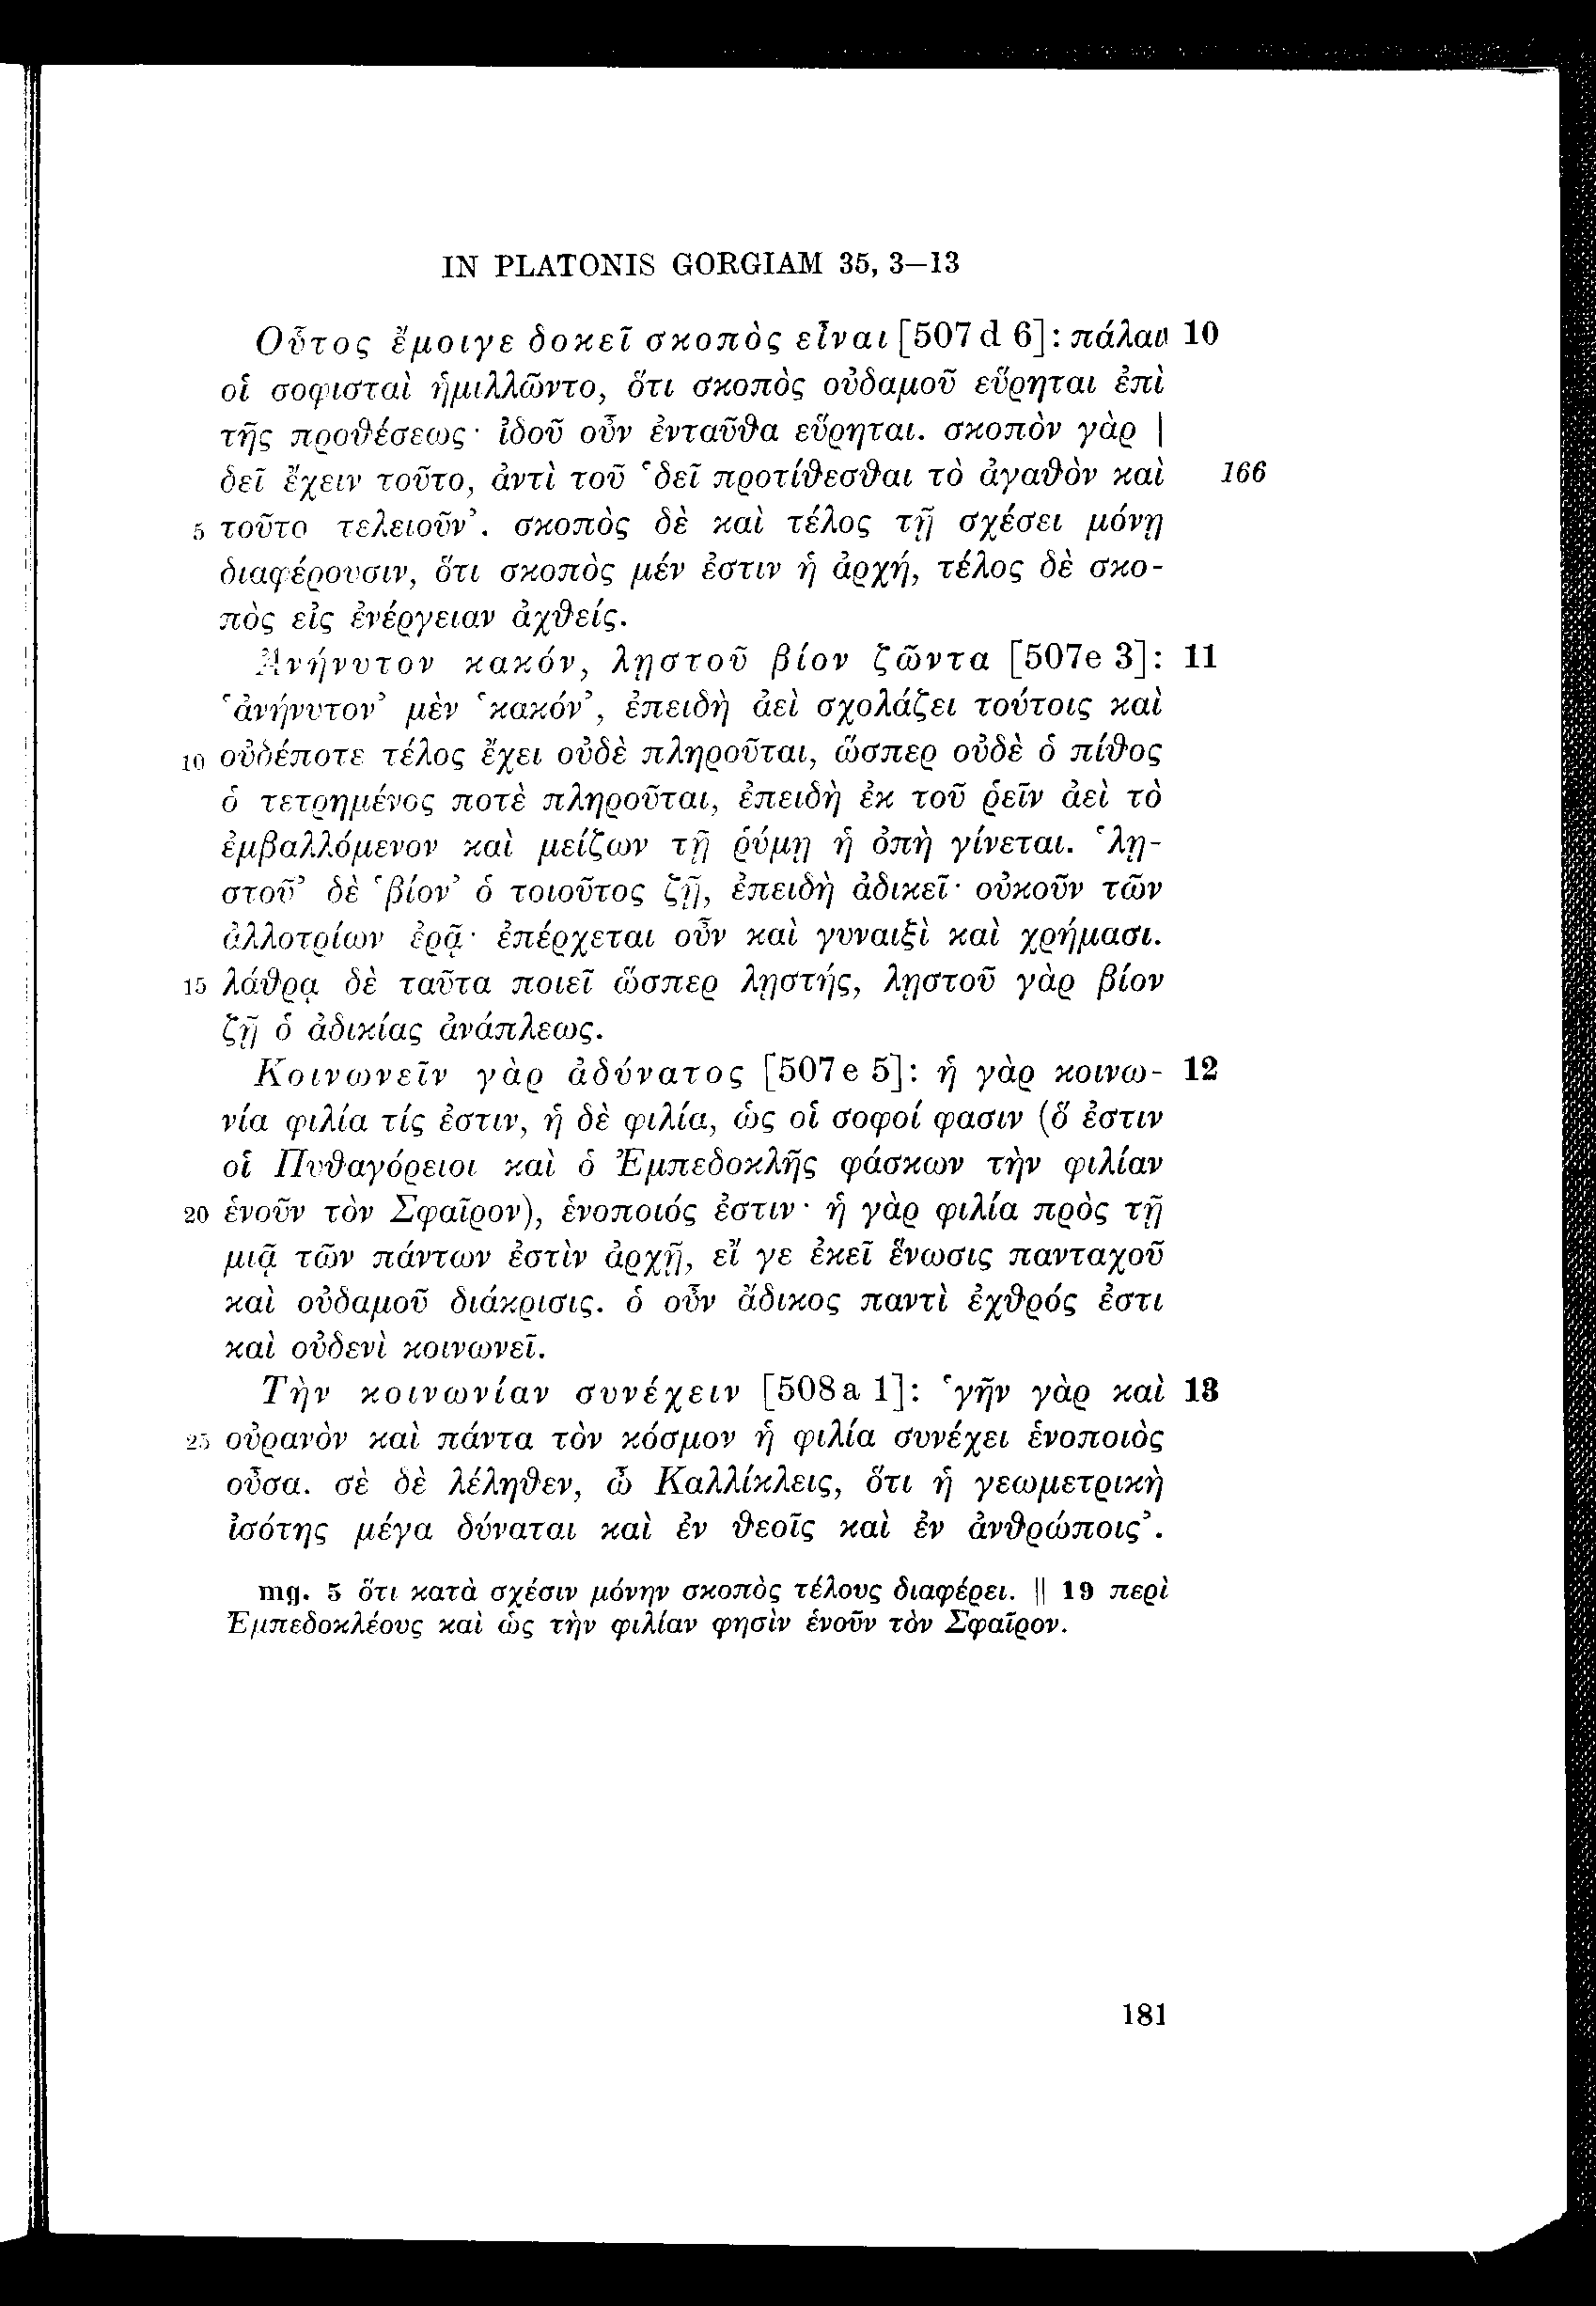 IN PLATONIS GORGIAM 35, 3–13
Οὗτος ἔμοιγε δοκεῖ σκοπὸς εἶναι [507 d 6]: πάλαι 10
οἱ σοφισταὶ ἡμιλλῶντο, ὅτι σκοπὸς οὐδαμοῦ εὕρηται ἐπὶ
τῆς προθέσεως· ἰδοῦ οὖν ἐνταῦθα εὕρηται. σκοπὸν γὰρ |
δεῖ ἔχειν τοῦτο, ἀντὶ τοῦ ‘δεῖ προτίθεσθαι τὸ ἀγαθὸν καὶ 166
5 τοῦτο τελειοῦν’. σκοπὸς δὲ καὶ τέλος τῇ σχέσει μόνῃ
διαφέρουσιν, ὅτι σκοπὸς μέν ἐστιν ἡ ἀρχή, τέλος δὲ σκο-
πὸς εἰς ἐνέργειαν ἀχθείς.
Ἀνήνυτον κακόν, λῃστοῦ βίον ζῶντα [507e 3]: 11
‘ἀνήνυτον’ μὲν ‘κακόν’, ἐπειδὴ ἀεὶ σχολάζει τούτοις καὶ
10 οὐδέποτε τέλος ἔχει οὐδὲ πληροῦται, ὥσπερ οὐδὲ ὁ πίθος
ὁ τετρημένος ποτὲ πληροῦται, ἐπειδὴ ἐκ τοῦ ῥεῖν ἀεὶ τὸ
ἐμβαλλόμενον καὶ μείζων τῇ ῥύμῃ ἡ ὀπὴ γίνεται. ‘λῃ-
στοῦ’ δὲ ‘βίον’ ὁ τοιοῦτος ζῇ, ἐπειδὴ ἀδικεῖ· οὐκοῦν τῶν
ἀλλοτρίων ἐρᾷ· ἐπέρχεται οὖν καὶ γυναιξὶ καὶ χρήμασι.
15 λάθρᾳ δὲ ταῦτα ποιεῖ ὥσπερ λῃστής, λῃστοῦ γὰρ βίον
ζῇ ὁ ἀδικίας ἀνάπλεως.
Κοινωνεῖν γὰρ ἀδύνατος [507 e 5]: ἡ γὰρ κοινω- 12
νία φιλία τίς ἐστιν, ἡ δὲ φιλία, ὡς οἱ σοφοί φασιν (ὅ ἐστιν
οἱ Πυθαγόρειοι καὶ ὁ Ἐμπεδοκλῆς φάσκων τὴν φιλίαν
20 ἑνοῦν τὸν Σφαῖρον), ἑνοποιός ἐστιν· ἡ γὰρ φιλία πρὸς τῇ
μιᾷ τῶν πάντων ἐστὶν ἀρχῇ, εἴ γε ἐκεῖ ἕνωσις πανταχοῦ
καὶ οὐδαμοῦ διάκρισις. ὁ οὖν ἄδικος παντὶ ἐχθρός ἐστι
καὶ οὐδενὶ κοινωνεῖ.
Τὴν κοινωνίαν συνέχειν [508 a 1]: ‘γῆν γὰρ καὶ 13
25 οὐρανὸν καὶ πάντα τὸν κόσμον ἡ φιλία συνέχει ἑνοποιὸς
οὖσα. σὲ δὲ λέληθεν, ὦ Καλλίκλεις, ὅτι ἡ γεωμετρικὴ
ἰσότης μέγα δύναται καὶ ἐν θεοῖς καὶ ἐν ἀνθρώποις’.
mg. 5 ὅτι κατὰ σχέσιν μόνην σκοπὸς τέλους διαφέρει. || 19 περὶ
Ἐμπεδοκλέους καὶ ὡς τὴν φιλίαν φησὶν ἑνοῦν τὸν Σφαῖρον.
181